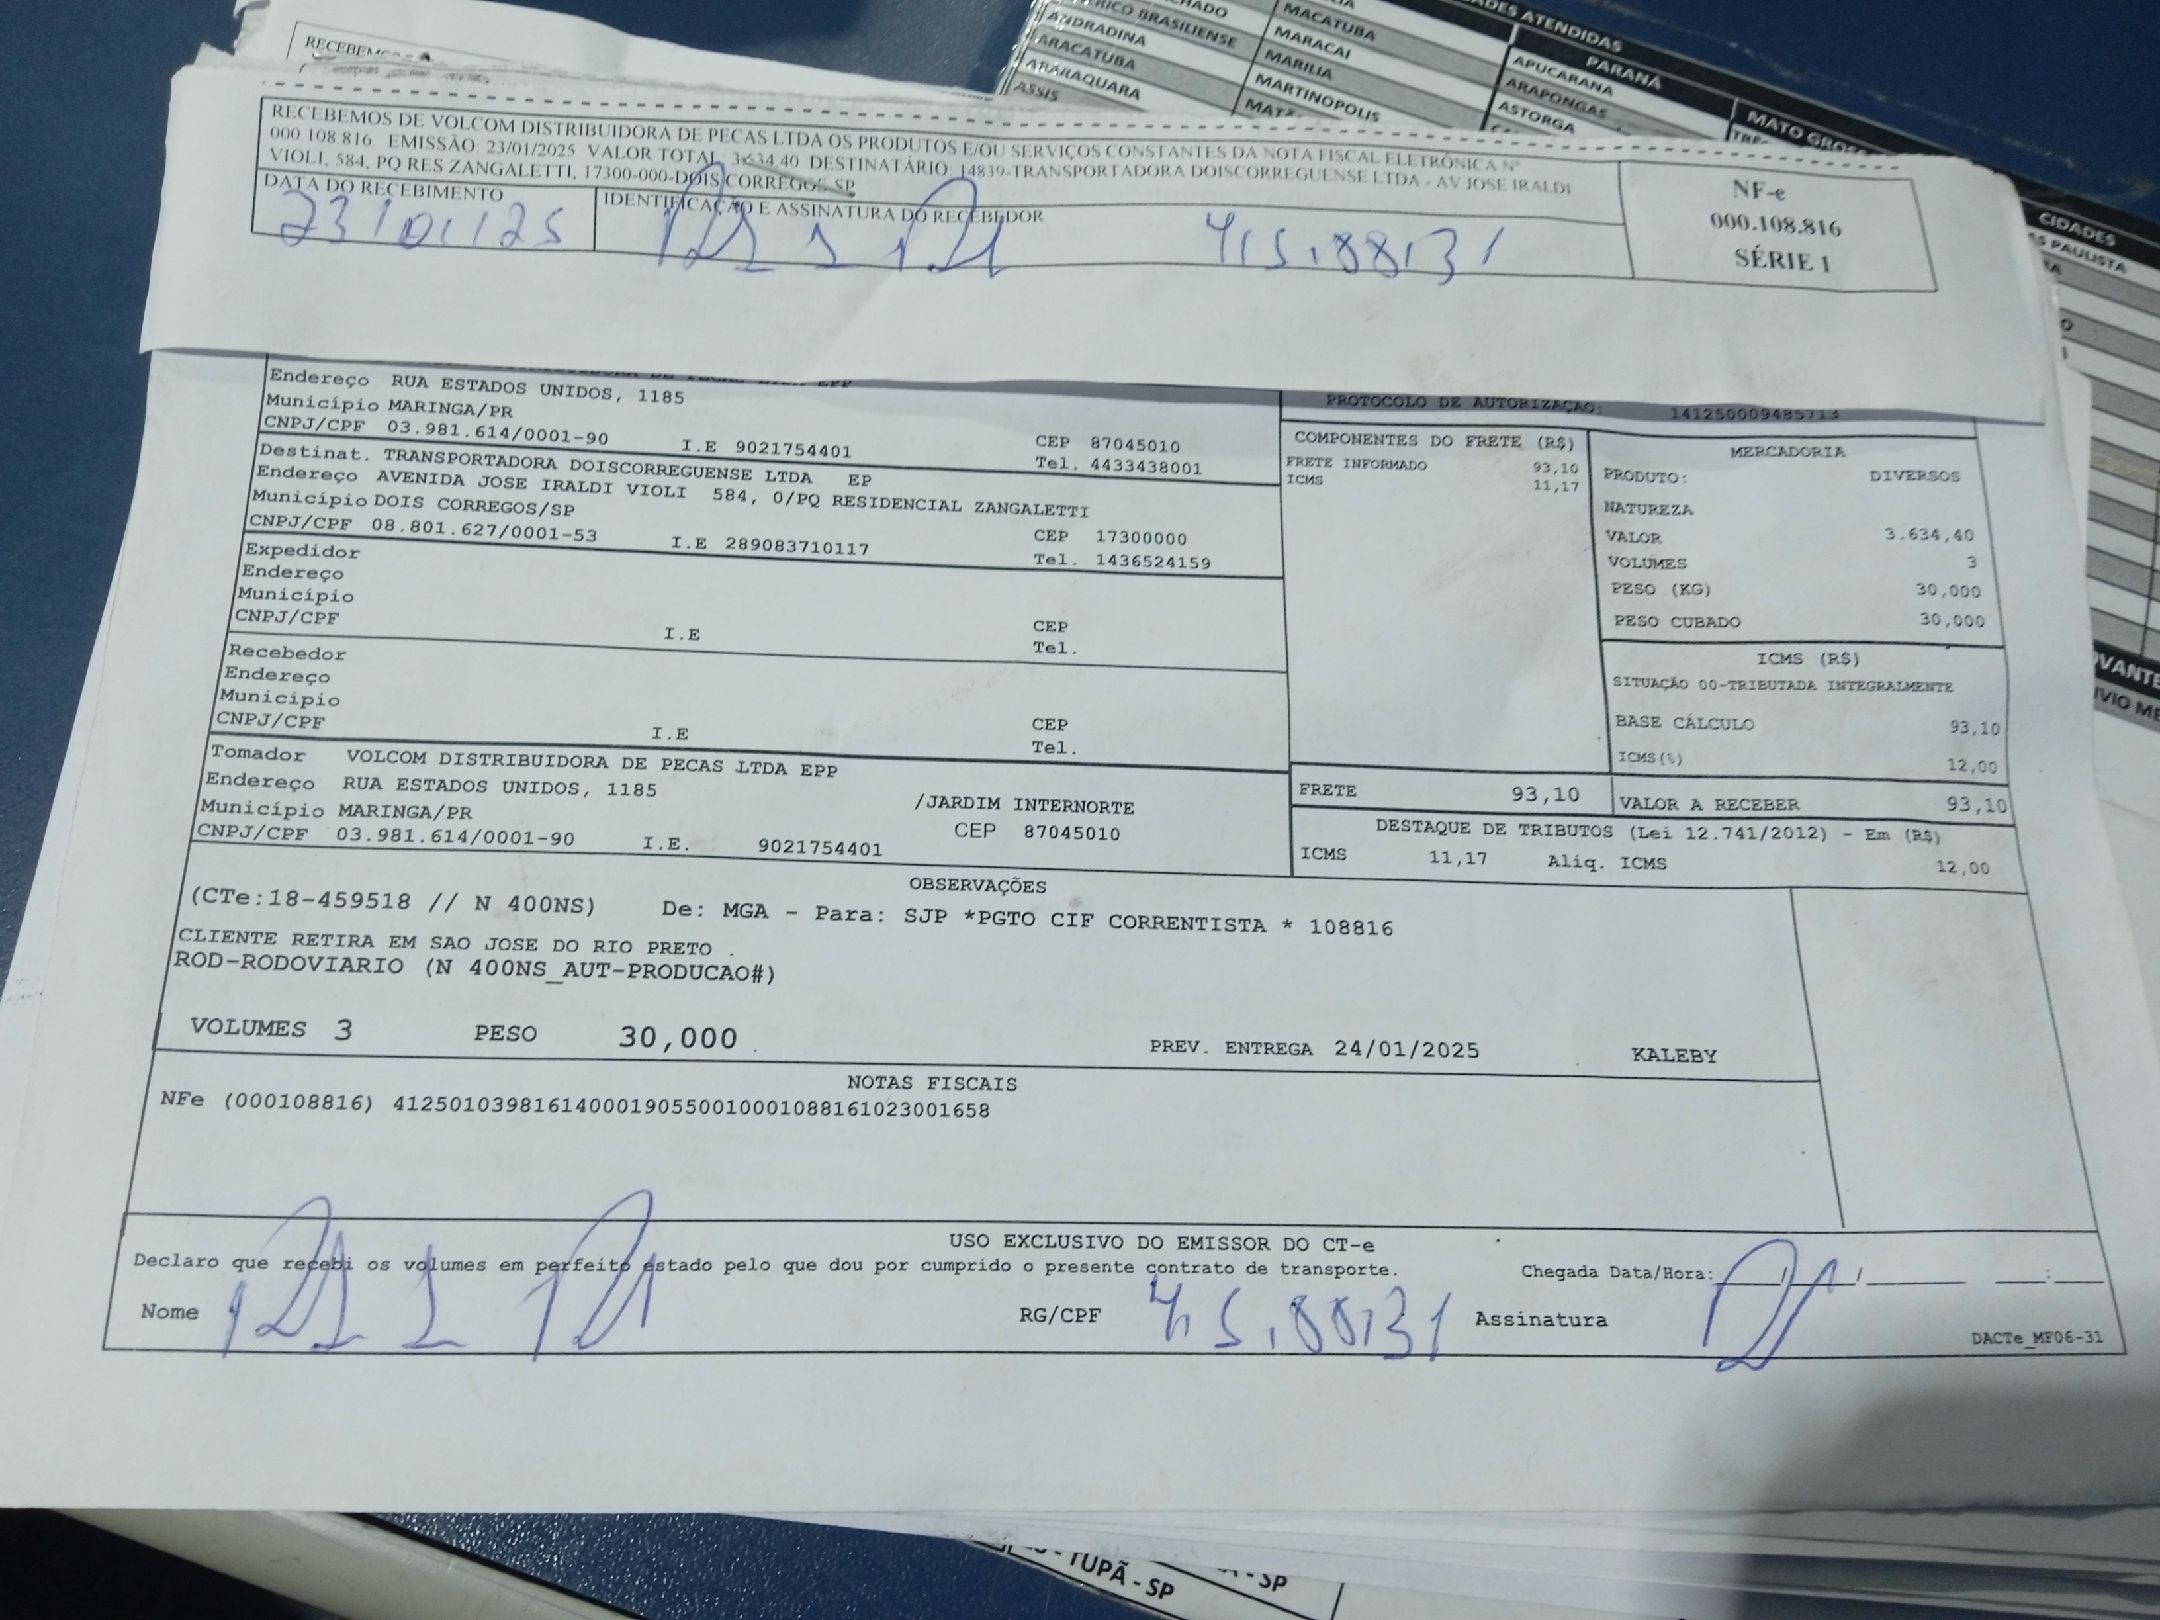 RECEBEMOS
RECEBEMOS DE VOLCOM DISTRIBUIDORA DE PECAS LTDA OS PRODUTOS E/OU SERVIÇOS CONSTANTES DA NOTA FISCAL ELETRÔNICA Nº
000.108.816. EMISSÃO: 23/01/2025 VALOR TOTAL: 3.634,40 DESTINATÁRIO: 14839-TRANSPORTADORA DOISCORREGUENSE LTDA - AV JOSE IRALDI
VIOLI, 584, PQ RES ZANGALETTI, 17300-000-DOIS CORREGOS SP
DATA DO RECEBIMENTO
IDENTIFICAÇÃO E ASSINATURA DO RECEBEDOR
23/01/25
NF-e
000.108.816
SÉRIE 1
Endereço RUA ESTADOS UNIDOS, 1185
Município MARINGA/PR
CEP 87045010
CNPJ/CPF 03.981.614/0001-90 I.E 9021754401 Tel. 4433438001
Destinat. TRANSPORTADORA DOISCORREGUENSE LTDA EP
Endereço AVENIDA JOSE IRALDI VIOLI 584, 0/PQ RESIDENCIAL ZANGALETTI
Município DOIS CORREGOS/SP CEP 17300000
CNPJ/CPF 08.801.627/0001-53 I.E 289083710117 Tel. 1436524159
Expedidor
Endereço
Município CEP
CNPJ/CPF I.E Tel.
Recebedor
Endereço
Município CEP
CNPJ/CPF I.E Tel.
Tomador VOLCOM DISTRIBUIDORA DE PECAS LTDA EPP
Endereço RUA ESTADOS UNIDOS, 1185 /JARDIM INTERNORTE
Município MARINGA/PR CEP 87045010
CNPJ/CPF 03.981.614/0001-90 I.E. 9021754401
PROTOCOLO DE AUTORIZAÇAO: 141250009485713
COMPONENTES DO FRETE (R$)
FRETE INFORMADO 93,10
ICMS 11,17
MERCADORIA
PRODUTO: DIVERSOS
NATUREZA
VALOR 3.634,40
VOLUMES 3
PESO (KG) 30,000
PESO CUBADO 30,000
ICMS (R$)
SITUAÇÃO 00-TRIBUTADA INTEGRALMENTE
BASE CÁLCULO 93,10
ICMS(%) 12,00
FRETE 93,10 VALOR A RECEBER 93,10
DESTAQUE DE TRIBUTOS (Lei 12.741/2012) - Em (R$)
ICMS 11,17 Aliq. ICMS 12,00
OBSERVAÇÕES
(CTe:18-459518 // N 400NS) De: MGA - Para: SJP *PGTO CIF CORRENTISTA * 108816
CLIENTE RETIRA EM SAO JOSE DO RIO PRETO .
ROD-RODOVIARIO (N 400NS_AUT-PRODUCAO#)
VOLUMES 3 PESO 30,000 PREV. ENTREGA 24/01/2025 KALEBY
NOTAS FISCAIS
NFe (000108816) 41250103981614000190550010001088161023001658
USO EXCLUSIVO DO EMISSOR DO CT-e
Declaro que recebi os volumes em perfeito estado pelo que dou por cumprido o presente contrato de transporte. Chegada Data/Hora: __/__/__ __:__
Nome RG/CPF Assinatura
DACTe_MF06-31
MACATUBA
MARACAI
MARILIA
MARTINOPOLIS
BRASILIENSE
ANDRADINA
ARACATUBA
ARARAQUARA
ASSIS
ATENDIDAS
PARANÁ
APUCARANA
ARAPONGAS
ASTORGA
MATO
CIDADES
PAULISTA
TUPÃ - SP
- SP